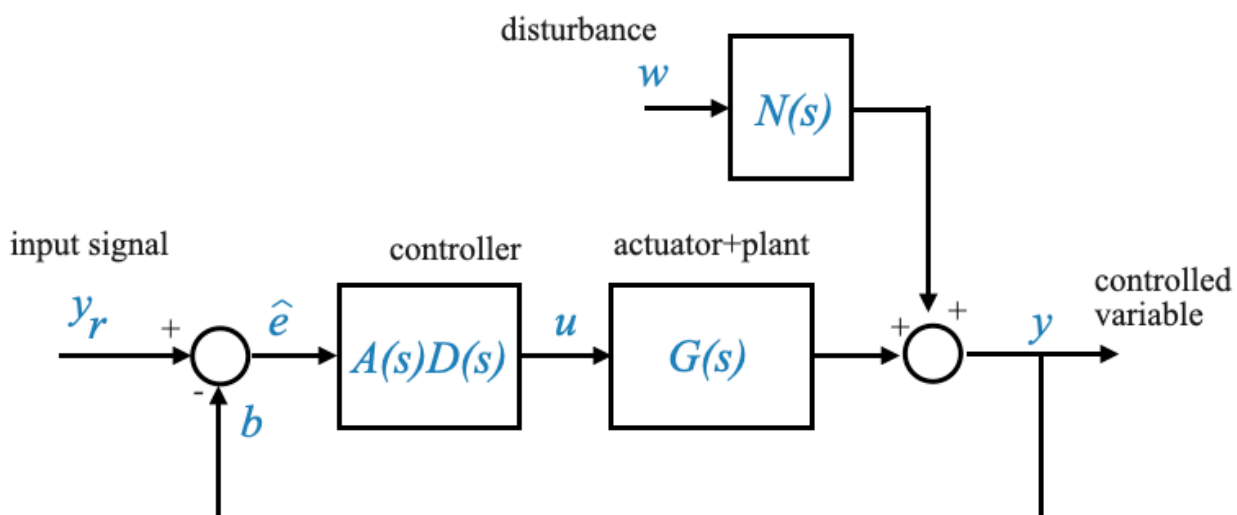 disturbance
w
N(s)
input signal
controller
actuator+plant
controlled
variable
y_r
+
ê
A(s)D(s)
u
G(s)
+
+
y
-
b